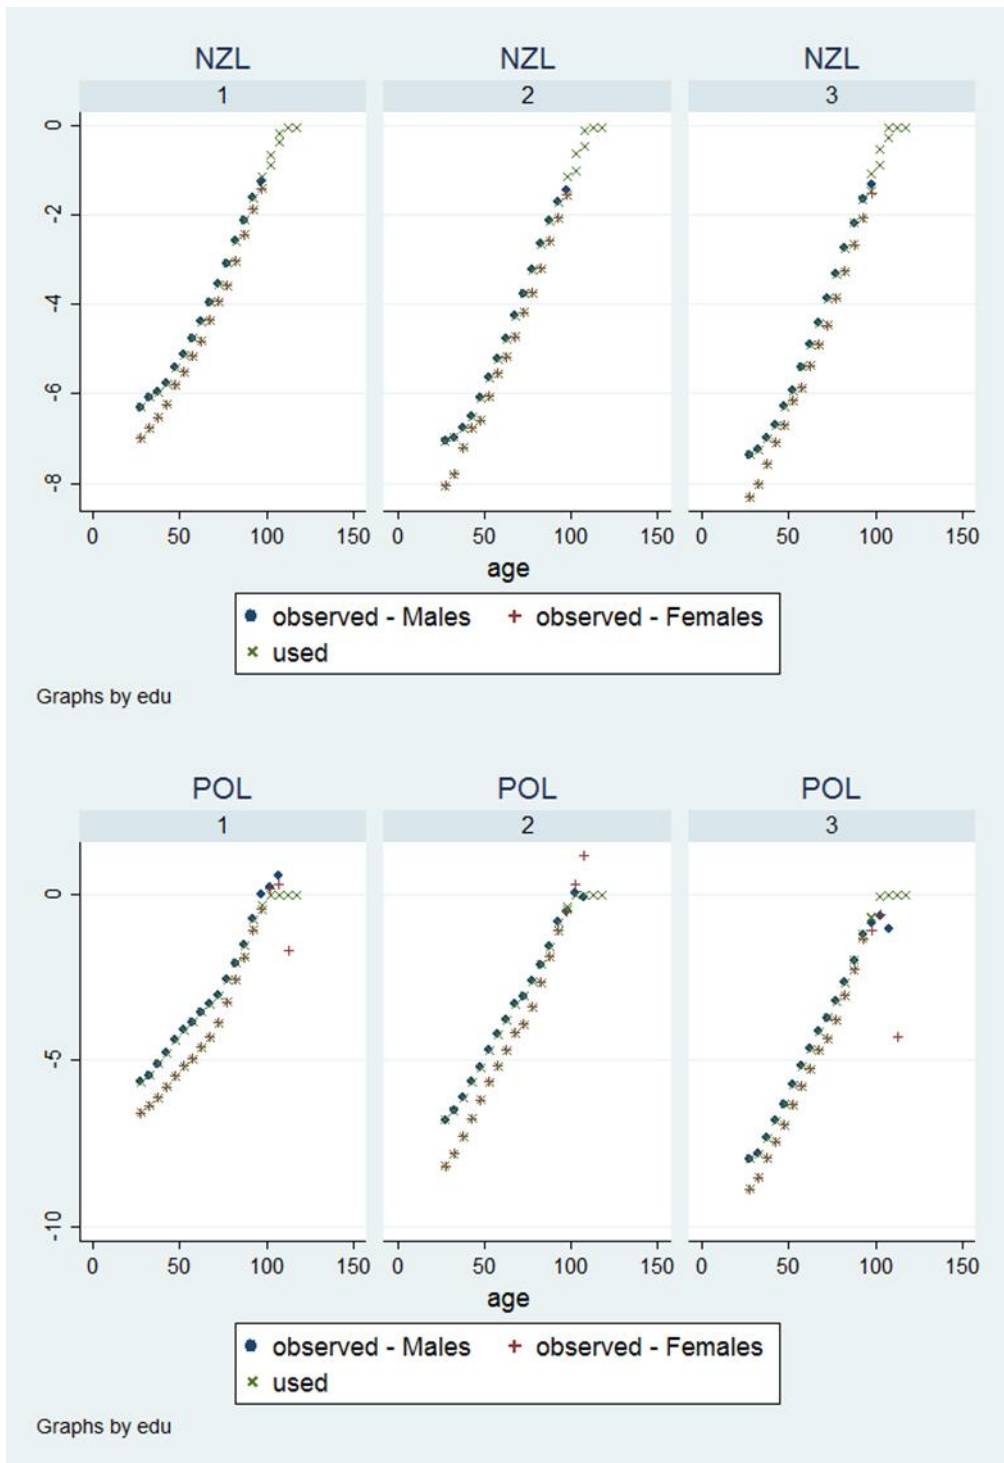 NZL NZL NZL
1 2 3
0
-2
-4
-6
-8
0 50 100 150 0 50 100 150 0 50 100 150
age
observed - Males observed - Females
used
Graphs by edu
POL POL POL
1 2 3
0
-5
-10
0 50 100 150 0 50 100 150 0 50 100 150
age
observed - Males observed - Females
used
Graphs by edu